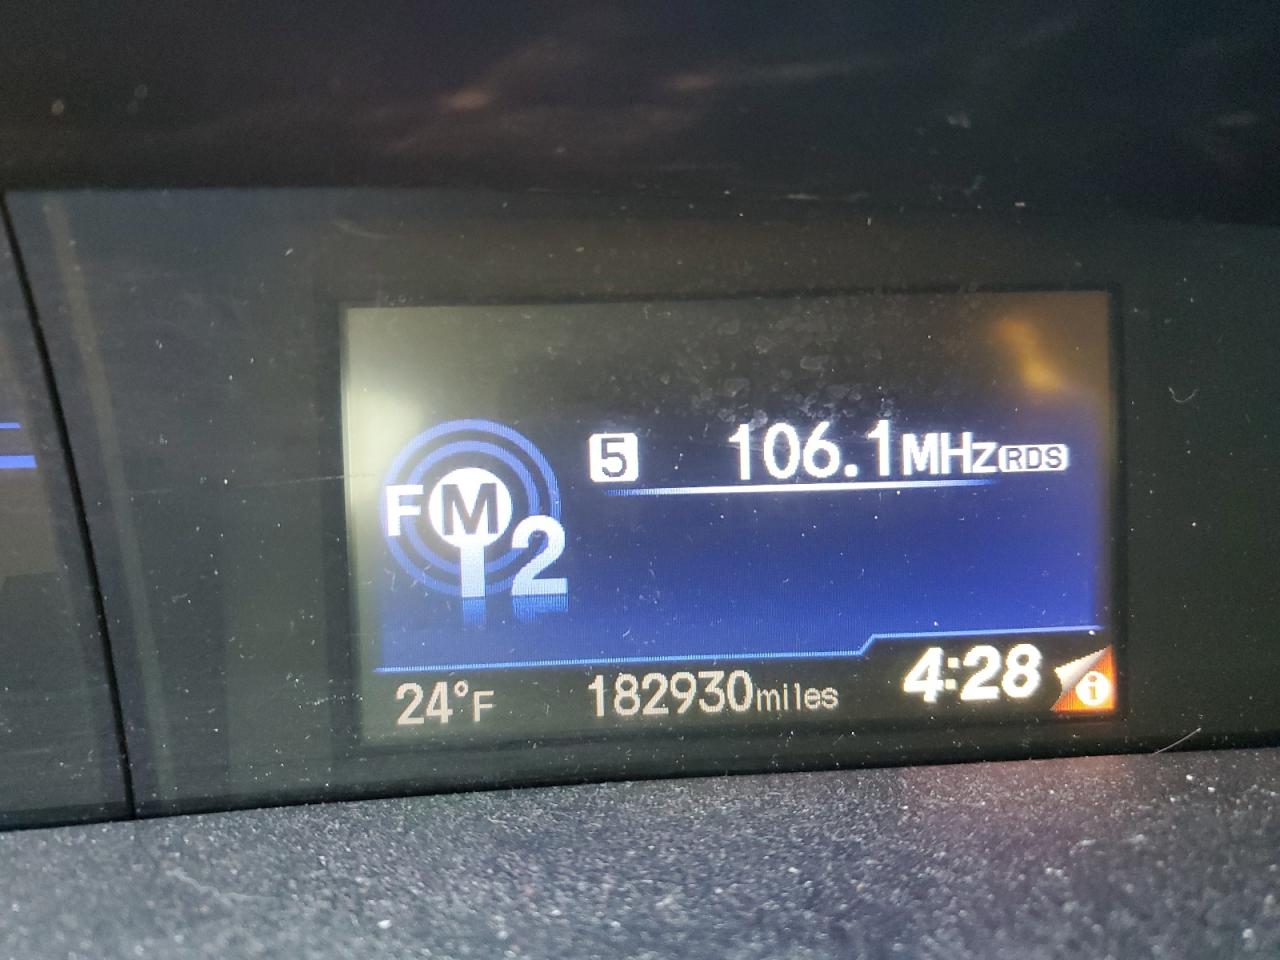 5 106.1MHz RDS
FM 2
24°F 182930miles 4:28 i